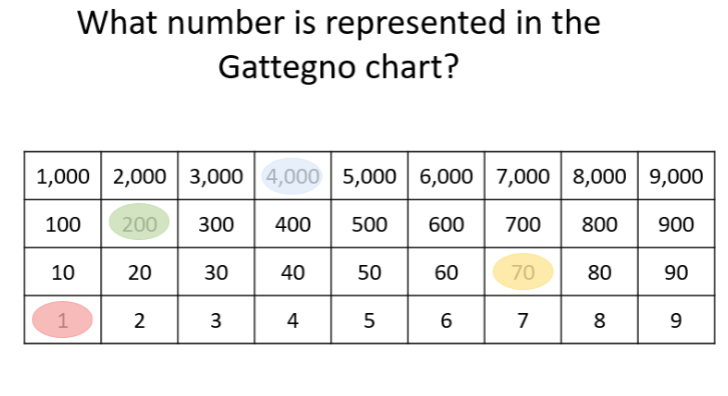 What number is represented in the
Gattegno chart?
1,000 2,000 3,000 4,000 5,000 6,000 7,000 8,000 9,000
100 200 300 400 500 600 700 800 900
10 20 30 40 50 60 70 80 90
1 2 3 4 5 6 7 8 9